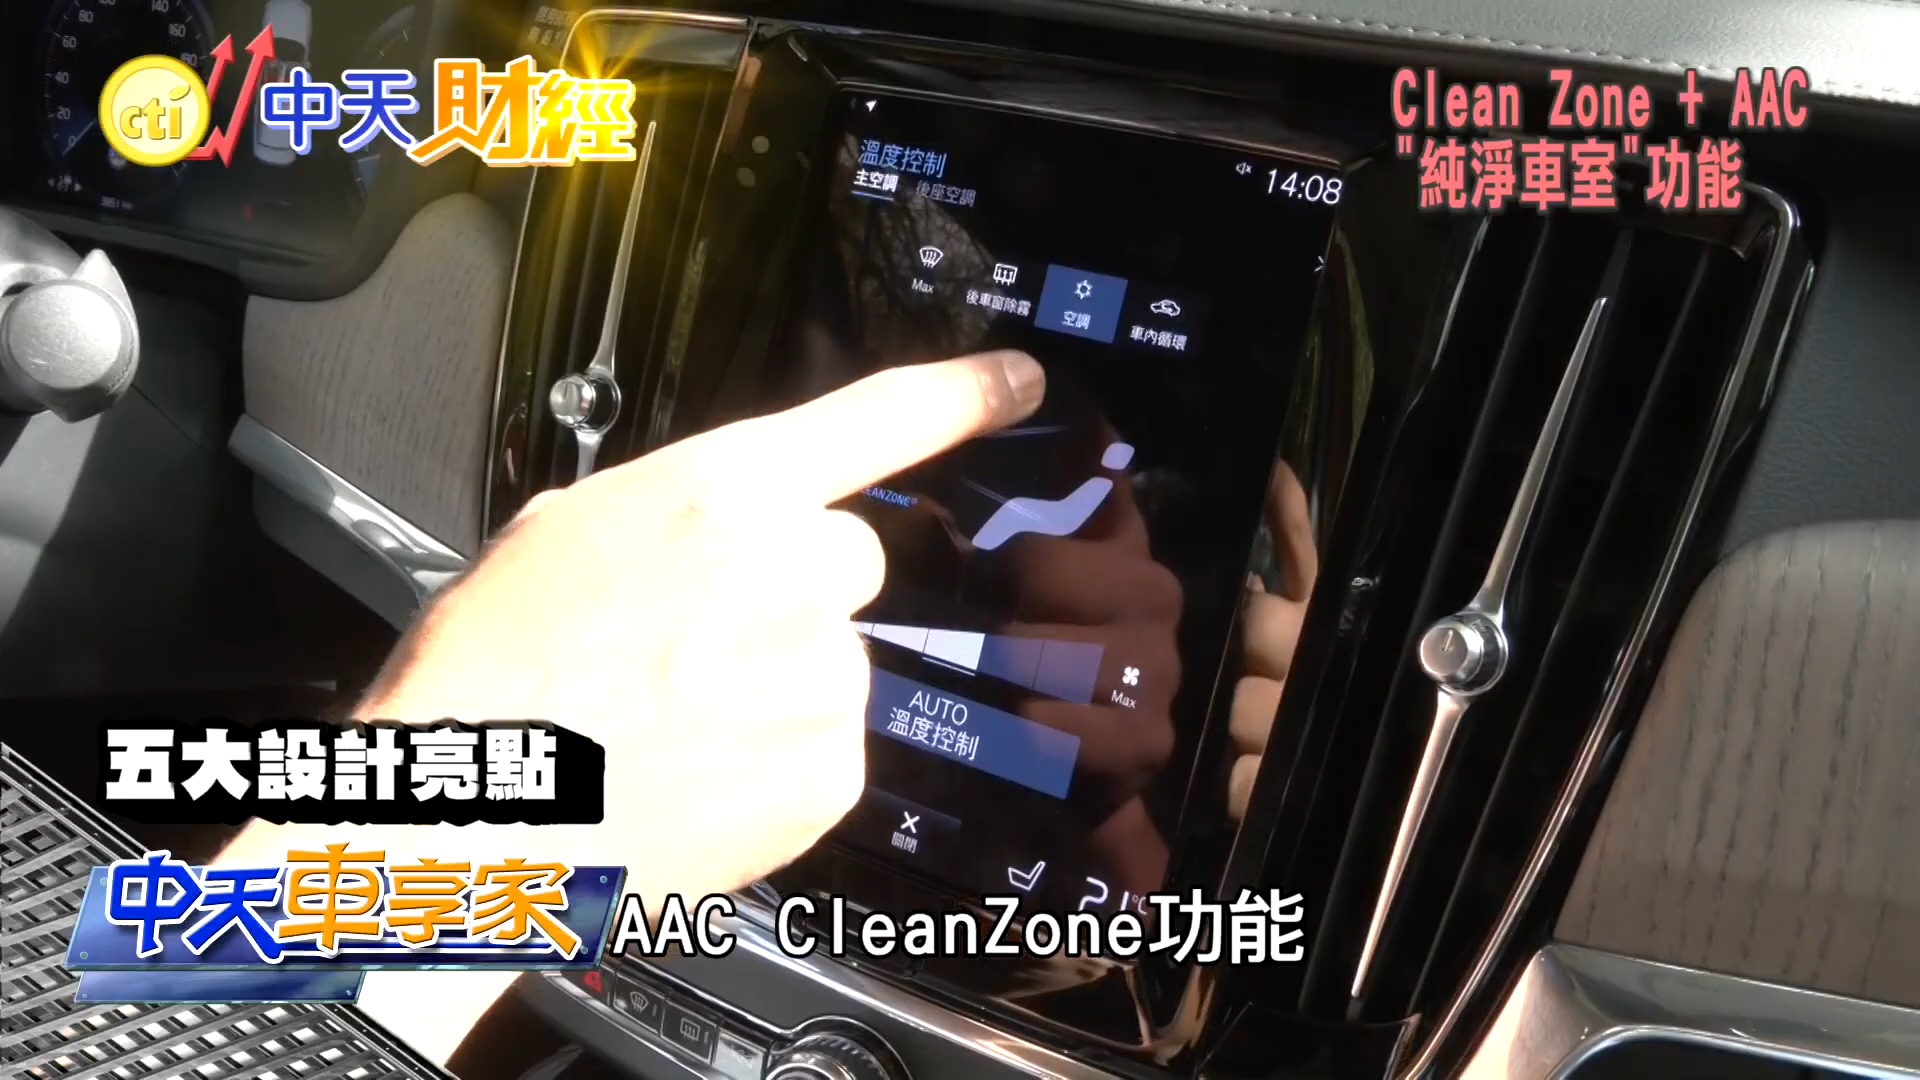 cti 中天財經
Clean Zone + AAC
"純淨車室"功能
溫度控制
14:08
主空調 後座空調
Max
後車窗除霧
空調
車內循環
Max
AUTO
溫度控制
關閉
21°C
五大設計亮點
中天車享家
AAC CleanZone功能